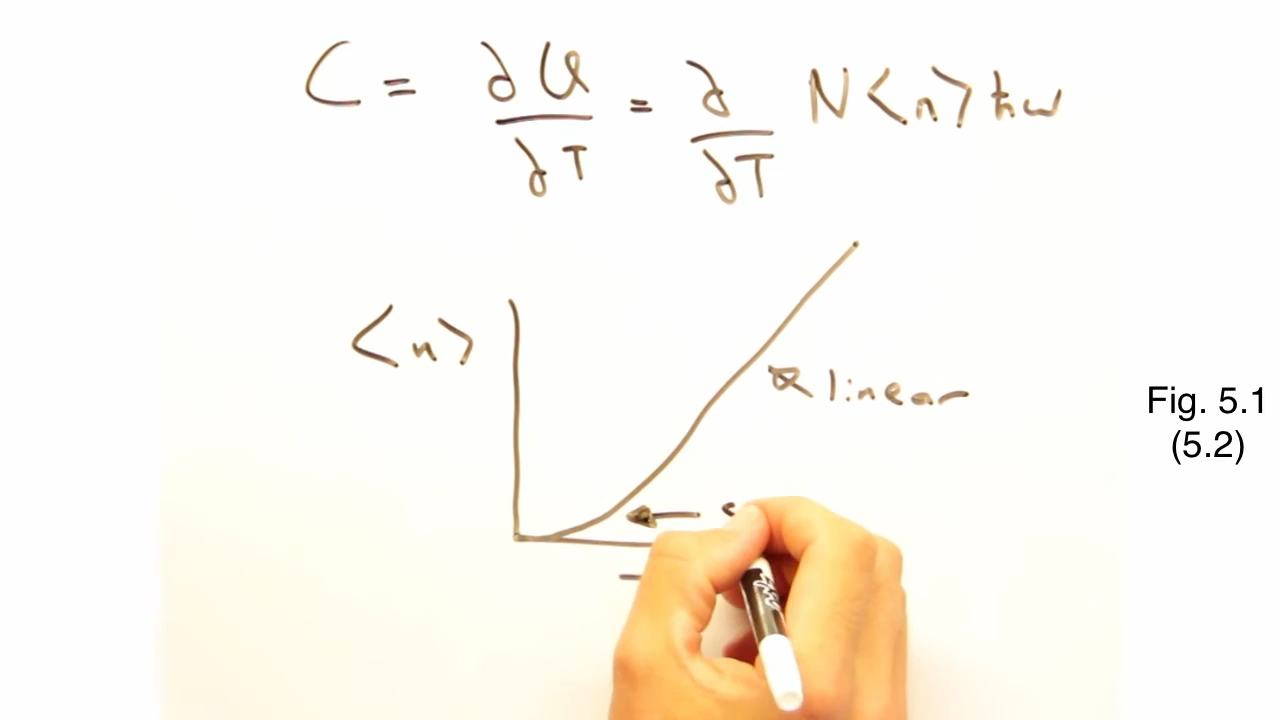 C = ∂U/∂T = ∂/∂T N<n>ħω
<n>
linear
Fig. 5.1
(5.2)